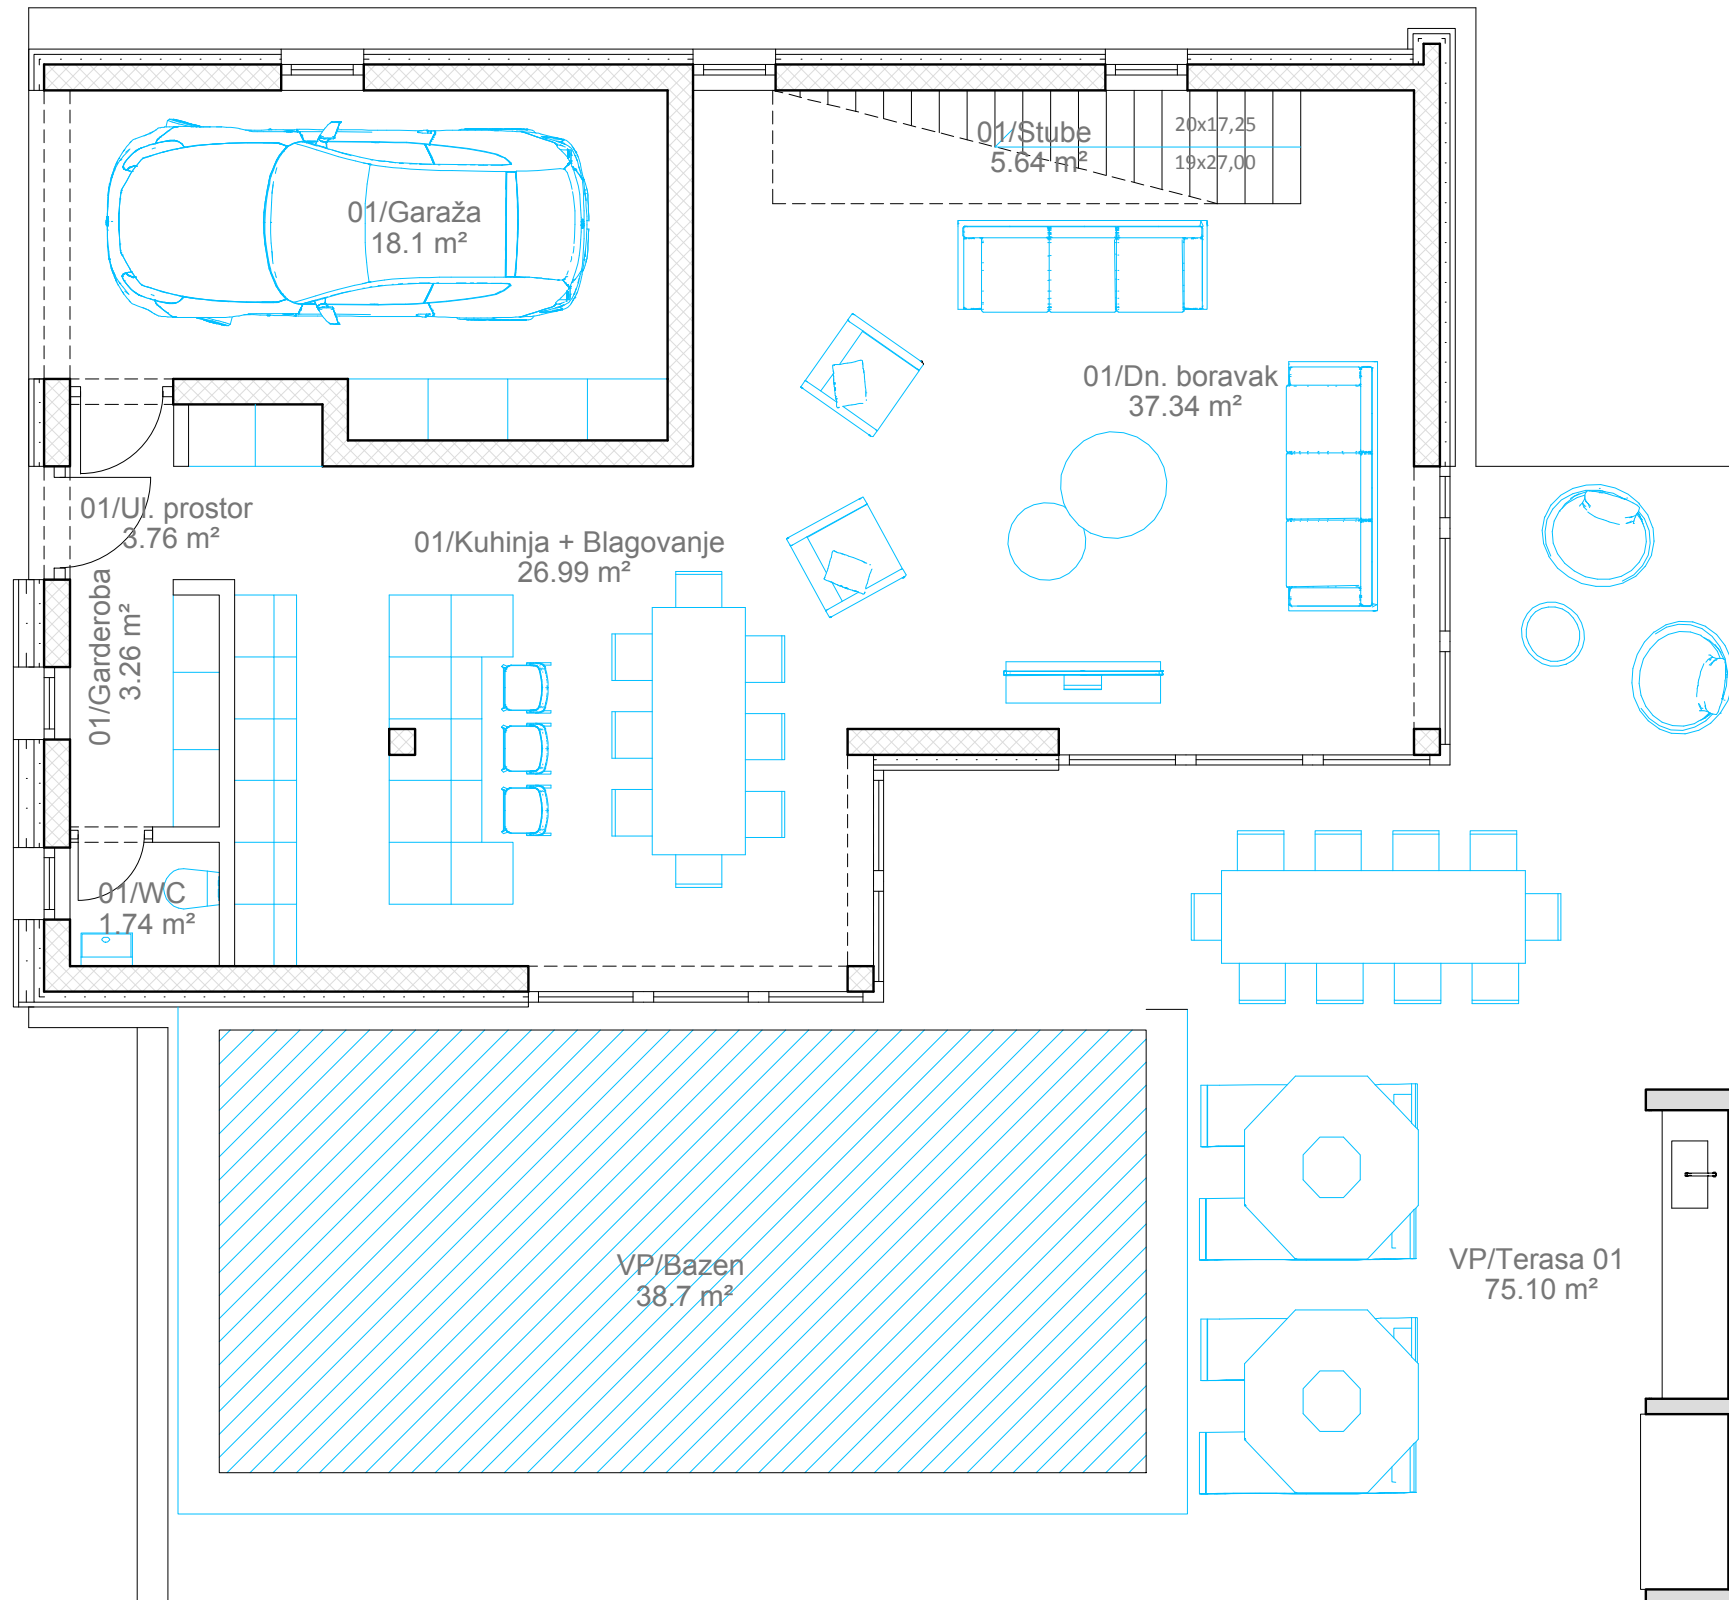 01/Stube
5.64 m²
20x17,25
19x27,00
01/Garaža
18.1 m²
01/Dn. boravak
37.34 m²
01/Ul. prostor
3.76 m²
01/Kuhinja + Blagovanje
26.99 m²
01/Garderoba
3.26 m²
01/WC
1.74 m²
VP/Bazen
38.7 m²
VP/Terasa 01
75.10 m²